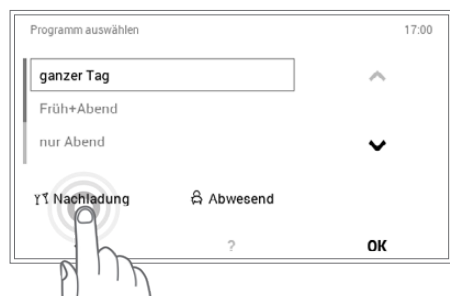 Programm auswählen 17:00
ganzer Tag
Früh+Abend
nur Abend
Nachladung Abwesend
? OK